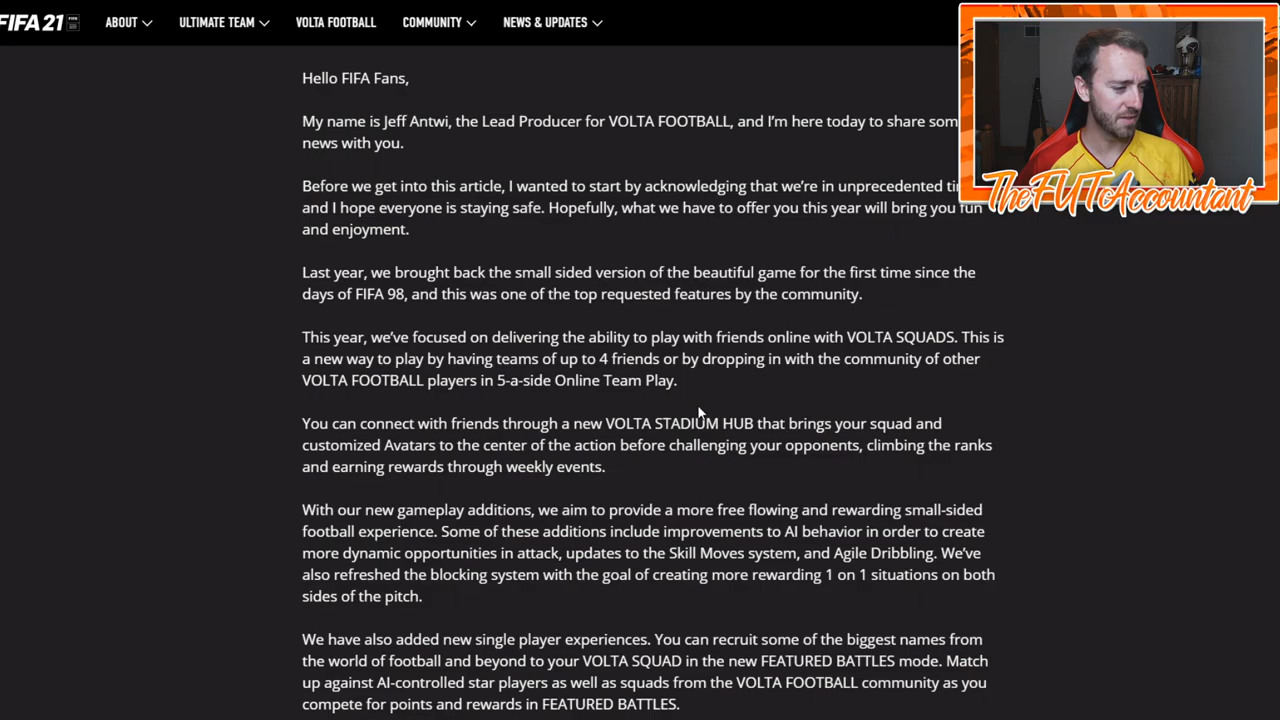 FIFA 21 ABOUT ULTIMATE TEAM VOLTA FOOTBALL COMMUNITY NEWS & UPDATES
Hello FIFA Fans,
My name is Jeff Antwi, the Lead Producer for VOLTA FOOTBALL, and I'm here today to share
news with you.
Before we get into this article, I wanted to start by acknowledging that we're in unprecedented
and I hope everyone is staying safe. Hopefully, what we have to offer you this year will bring you fun
and enjoyment.
Last year, we brought back the small sided version of the beautiful game for the first time since the
days of FIFA 98, and this was one of the top requested features by the community.
This year, we've focused on delivering the ability to play with friends online with VOLTA SQUADS. This is
a new way to play by having teams of up to 4 friends or by dropping in with the community of other
VOLTA FOOTBALL players in 5-a-side Online Team Play.
You can connect with friends through a new VOLTA STADIUM HUB that brings your squad and
customized Avatars to the center of the action before challenging your opponents, climbing the ranks
and earning rewards through weekly events.
With our new gameplay additions, we aim to provide a more free flowing and rewarding small-sided
football experience. Some of these additions include improvements to AI behavior in order to create
more dynamic opportunities in attack, updates to the Skill Moves system, and Agile Dribbling. We've
also refreshed the blocking system with the goal of creating more rewarding 1 on 1 situations on both
sides of the pitch.
We have also added new single player experiences. You can recruit some of the biggest names from
the world of football and beyond to your VOLTA SQUAD in the new FEATURED BATTLES mode. Match
up against AI-controlled star players as well as squads from the VOLTA FOOTBALL community as you
compete for points and rewards in FEATURED BATTLES.
TheFUTAccountant